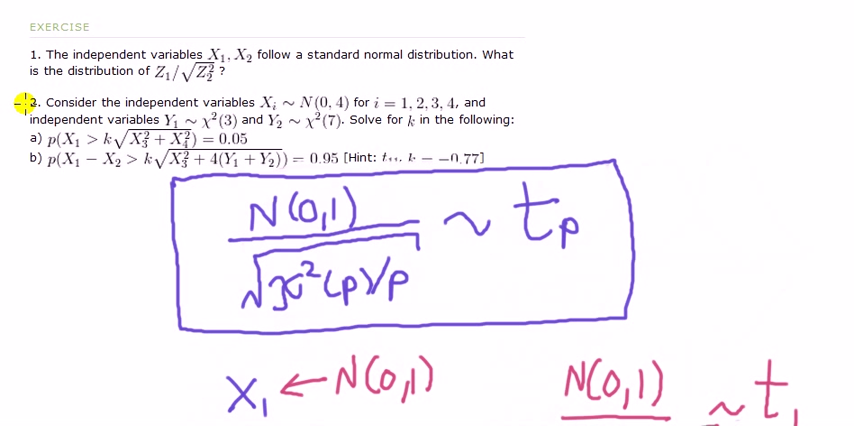 EXERCISE
1. The independent variables X₁, X₂ follow a standard normal distribution. What
is the distribution of Z₁/√Z₂² ?
2. Consider the independent variables Xᵢ ∼ N(0, 4) for i = 1, 2, 3, 4, and
independent variables Y₁ ∼ χ²(3) and Y₂ ∼ χ²(7). Solve for k in the following:
a) p(X₁ > k√X₃² + X₄²) = 0.05
b) p(X₁ − X₂ > k√X₃² + 4(Y₁ + Y₂)) = 0.95 [Hint: k = −0.77]
N(0,1)
√χ²(p)/p
∼ tₚ
X₁ ← N(0,1)
N(0,1)
∼ t₁